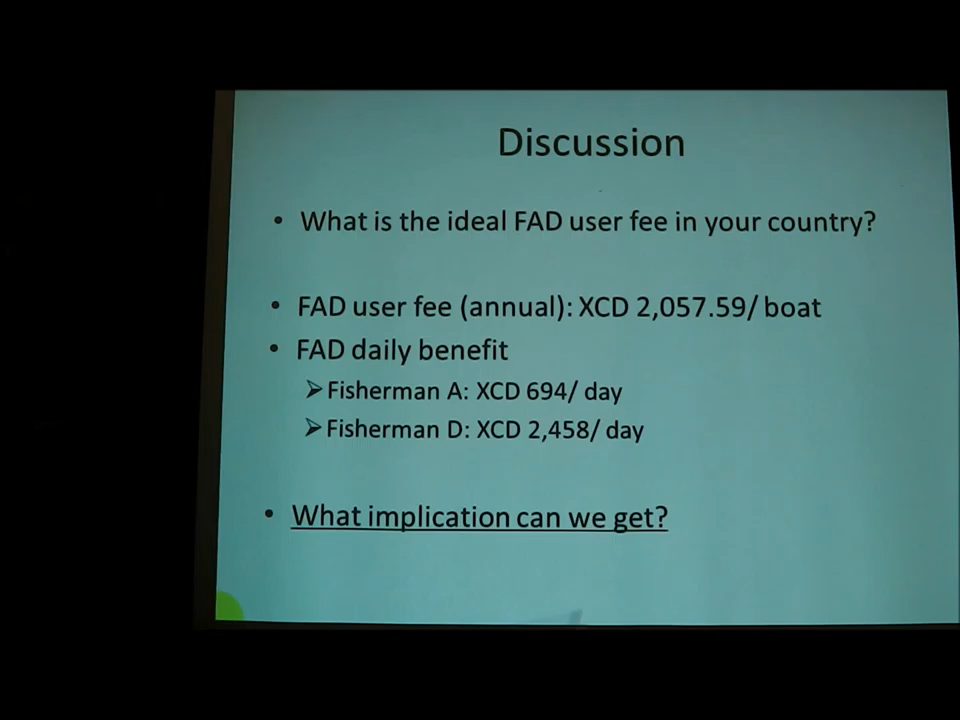 Discussion
• What is the ideal FAD user fee in your country?
• FAD user fee (annual): XCD 2,057.59/ boat
• FAD daily benefit
➢Fisherman A: XCD 694/ day
➢Fisherman D: XCD 2,458/ day
• What implication can we get?